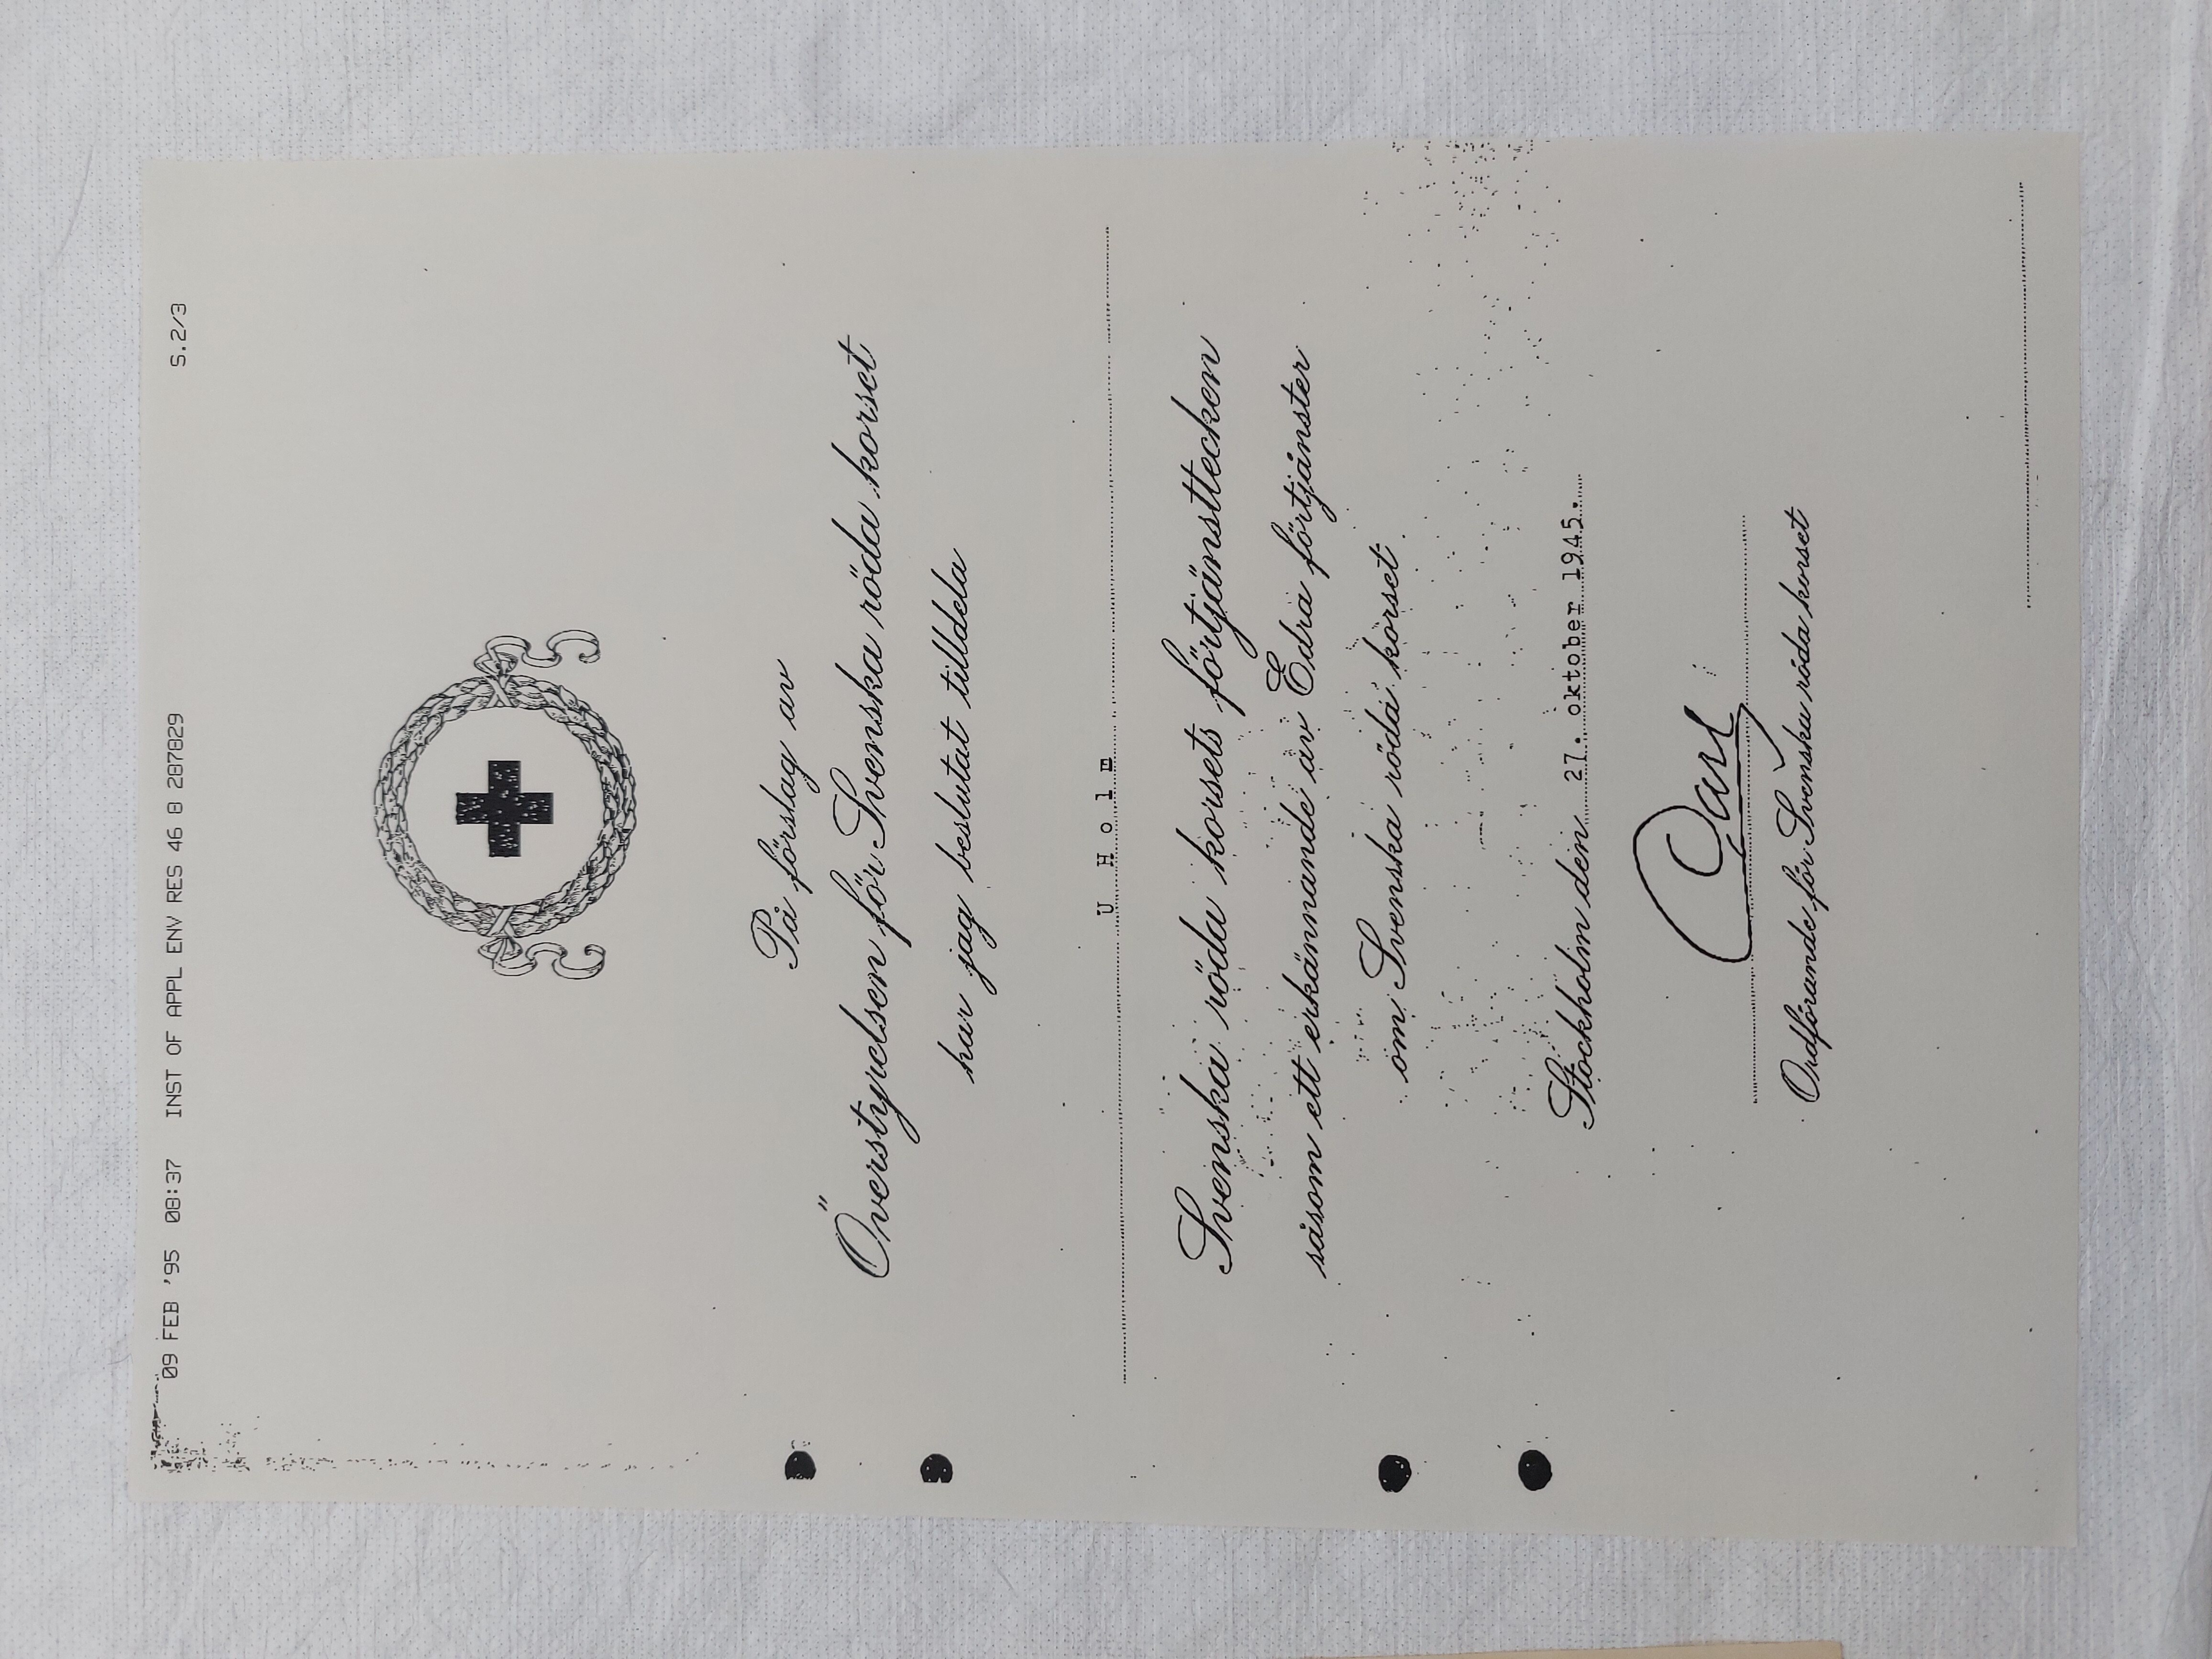 09 FEB '95 08:37 INST OF APPL ENV RES 46 8 287829 S.2/3
På förslag av
Överstyrelsen för Svenska röda korset
har jag beslutat tilldela
U Holm
Svenska röda korsets förtjänsttecken
såsom ett erkännande av Edra förtjänster
om Svenska röda korset.
Stockholm den 27. oktober 1945.
Carl
Ordförande för Svenska röda korset